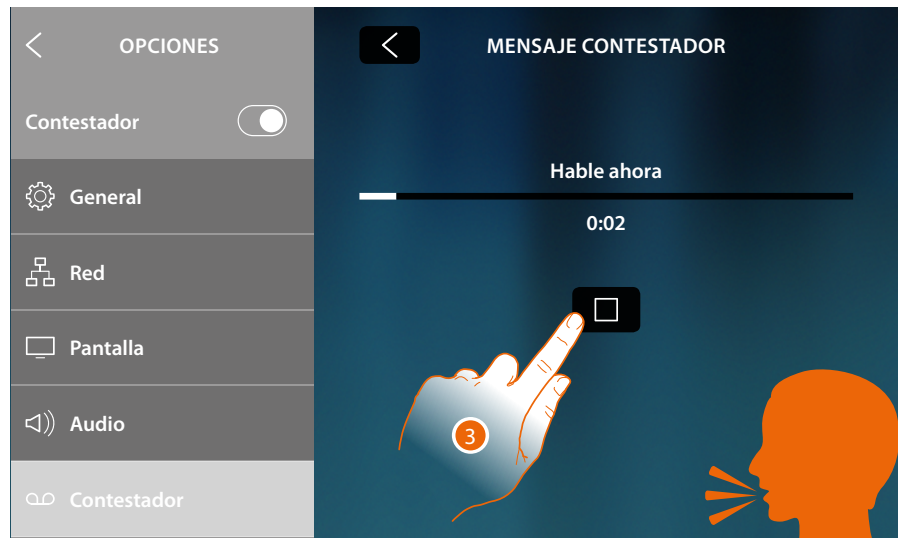 OPCIONES
Contestador
General
Red
Pantalla
Audio
Contestador
MENSAJE CONTESTADOR
Hable ahora
0:02
3